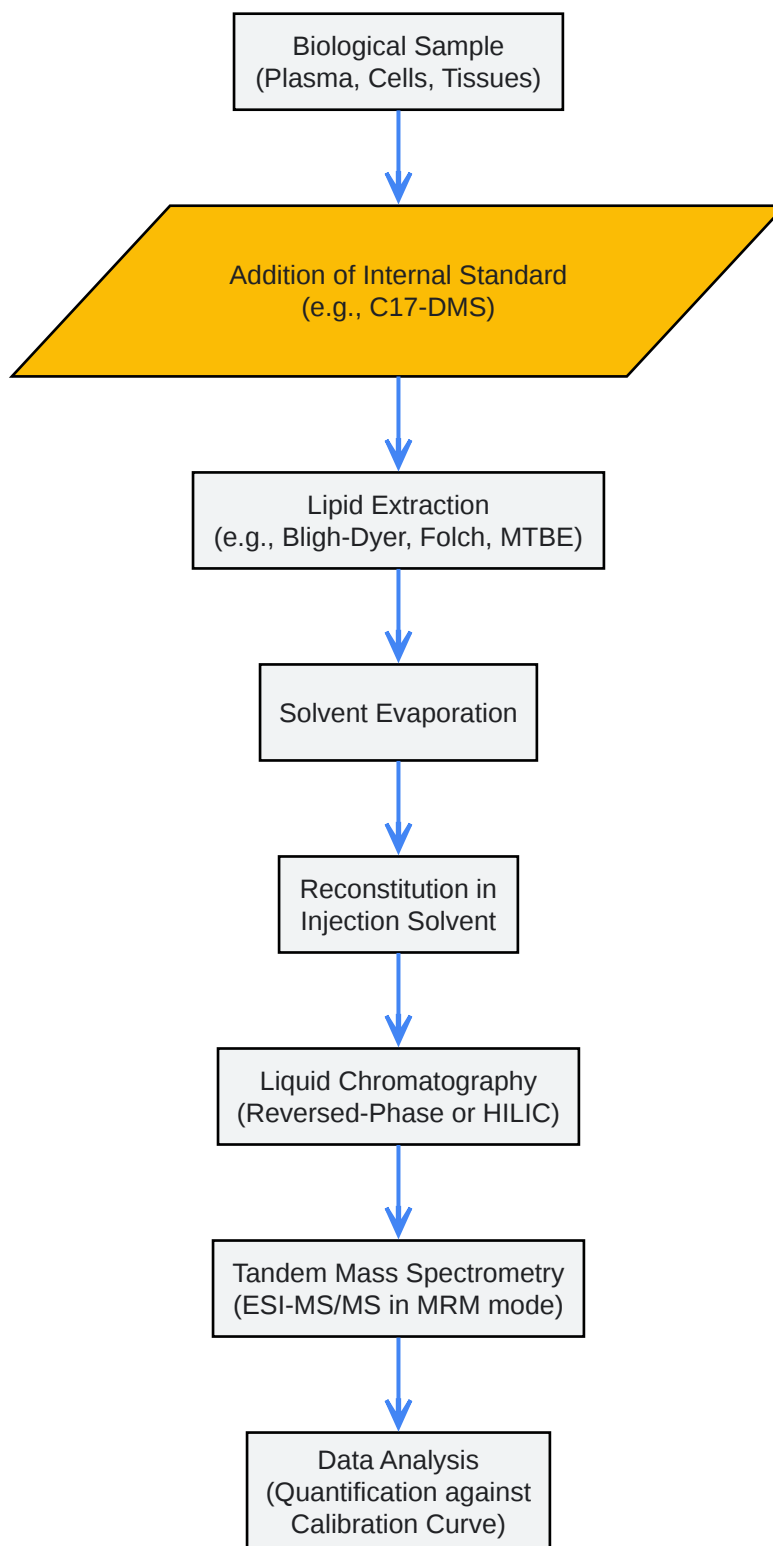 Biological Sample
(Plasma, Cells, Tissues)
Addition of Internal Standard
(e.g., C17-DMS)
Lipid Extraction
(e.g., Bligh-Dyer, Folch, MTBE)
Solvent Evaporation
Reconstitution in
Injection Solvent
Liquid Chromatography
(Reversed-Phase or HILIC)
Tandem Mass Spectrometry
(ESI-MS/MS in MRM mode)
Data Analysis
(Quantification against
Calibration Curve)